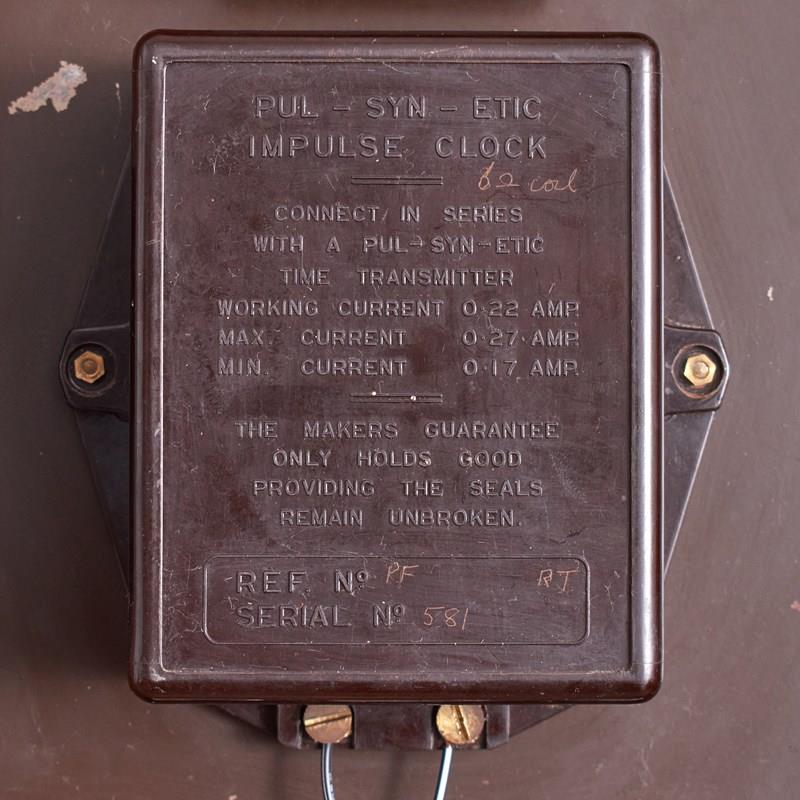 PUL - SYN - ETIC
IMPULSE CLOCK
6Ω coil
CONNECT IN SERIES
WITH A PUL-SYN-ETIC
TIME TRANSMITTER
WORKING CURRENT 0·22 AMP.
MAX. CURRENT 0·27 AMP.
MIN. CURRENT 0·17 AMP.
THE MAKERS GUARANTEE
ONLY HOLDS GOOD
PROVIDING THE SEALS
REMAIN UNBROKEN.
REF. Nº PF RT
SERIAL Nº 581